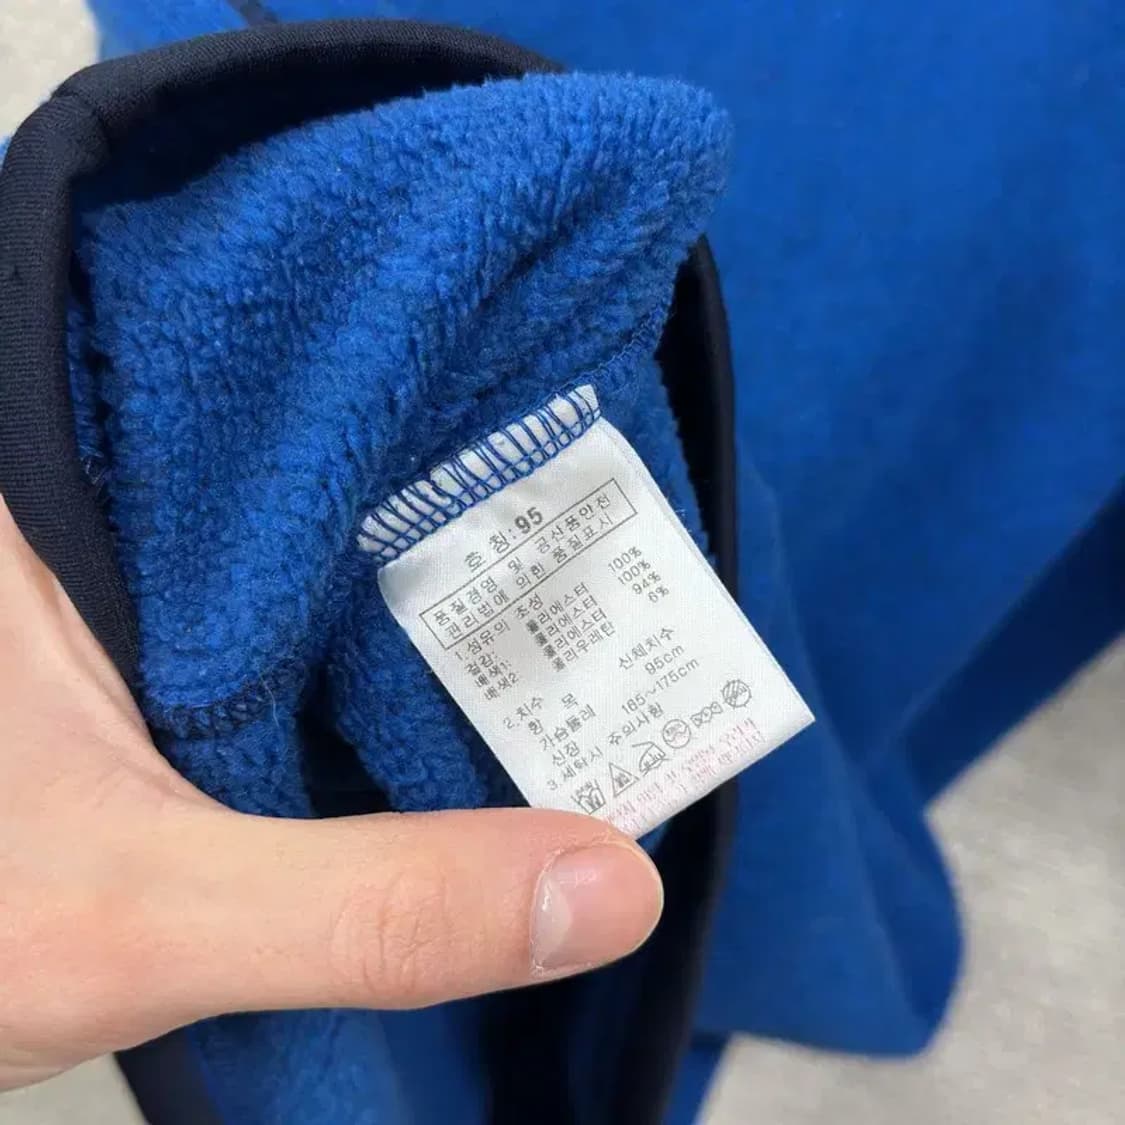 호 칭:95
품질경영 및 공산품안전
관리법에 의한 품질표시
1.섬유의 조성
겉감: 폴리에스터 100%
배색1: 폴리에스터 100%
배색2 폴리에스터 94%
폴리우레탄 6%
2.치수
항 목 신체치수
가슴둘레 95cm
신장 165~175cm
3.세탁시 주의사항